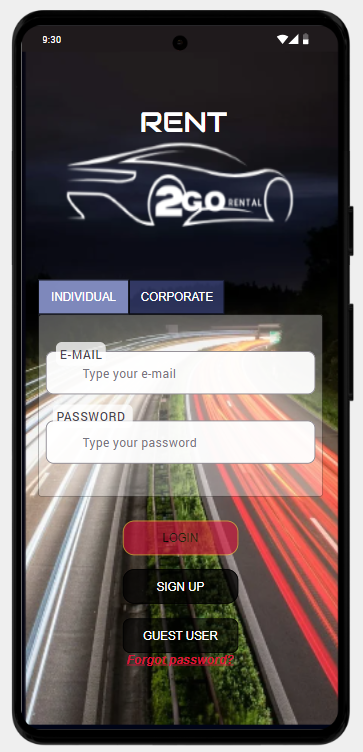 9:30
RENT
2GO RENTAL
INDIVIDUAL CORPORATE
E-MAIL
Type your e-mail
PASSWORD
Type your password
LOGIN
SIGN UP
GUEST USER
Forgot password?